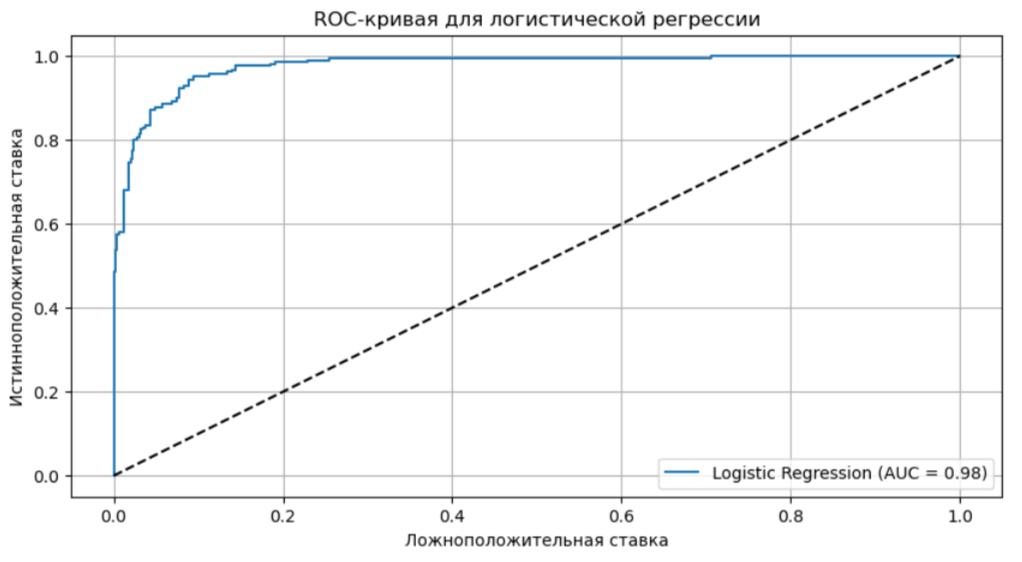 ROC-кривая для логистической регрессии
Истинноположительная ставка
1.0
0.8
0.6
0.4
0.2
0.0
Logistic Regression (AUC = 0.98)
0.0 0.2 0.4 0.6 0.8 1.0
Ложноположительная ставка